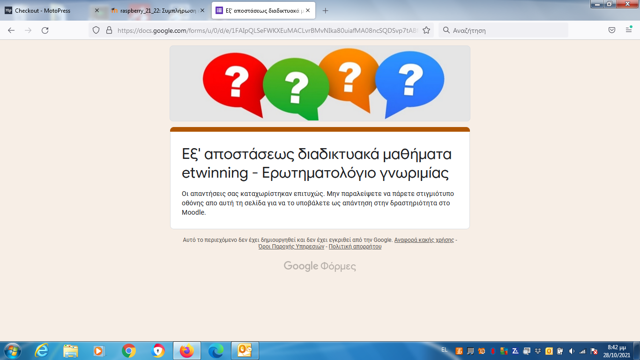 Checkout - MotoPress
raspberry_21_22: Συμπλήρωση
Εξ' αποστάσεως διαδικτυακά μ
https://docs.google.com/forms/u/0/d/e/
Αναζήτηση
? ? ? ?
Εξ' αποστάσεως διαδικτυακά μαθήματα
etwinning - Ερωτηματολόγιο γνωριμίας
Οι απαντήσεις σας καταχωρίστηκαν επιτυχώς. Μην παραλείψετε να πάρετε στιγμιότυπο
οθόνης απο αυτή τη σελίδα για να το υποβάλετε ως απάντηση στην δραστηριότητα στο
Moodle.
Αυτό το περιεχόμενο δεν έχει δημιουργηθεί και δεν έχει εγκριθεί από την Google. Αναφορά κακής χρήσης -
Όροι Παροχής Υπηρεσιών - Πολιτική απορρήτου
Google Φόρμες
EL
8:42 μμ
28/10/2021